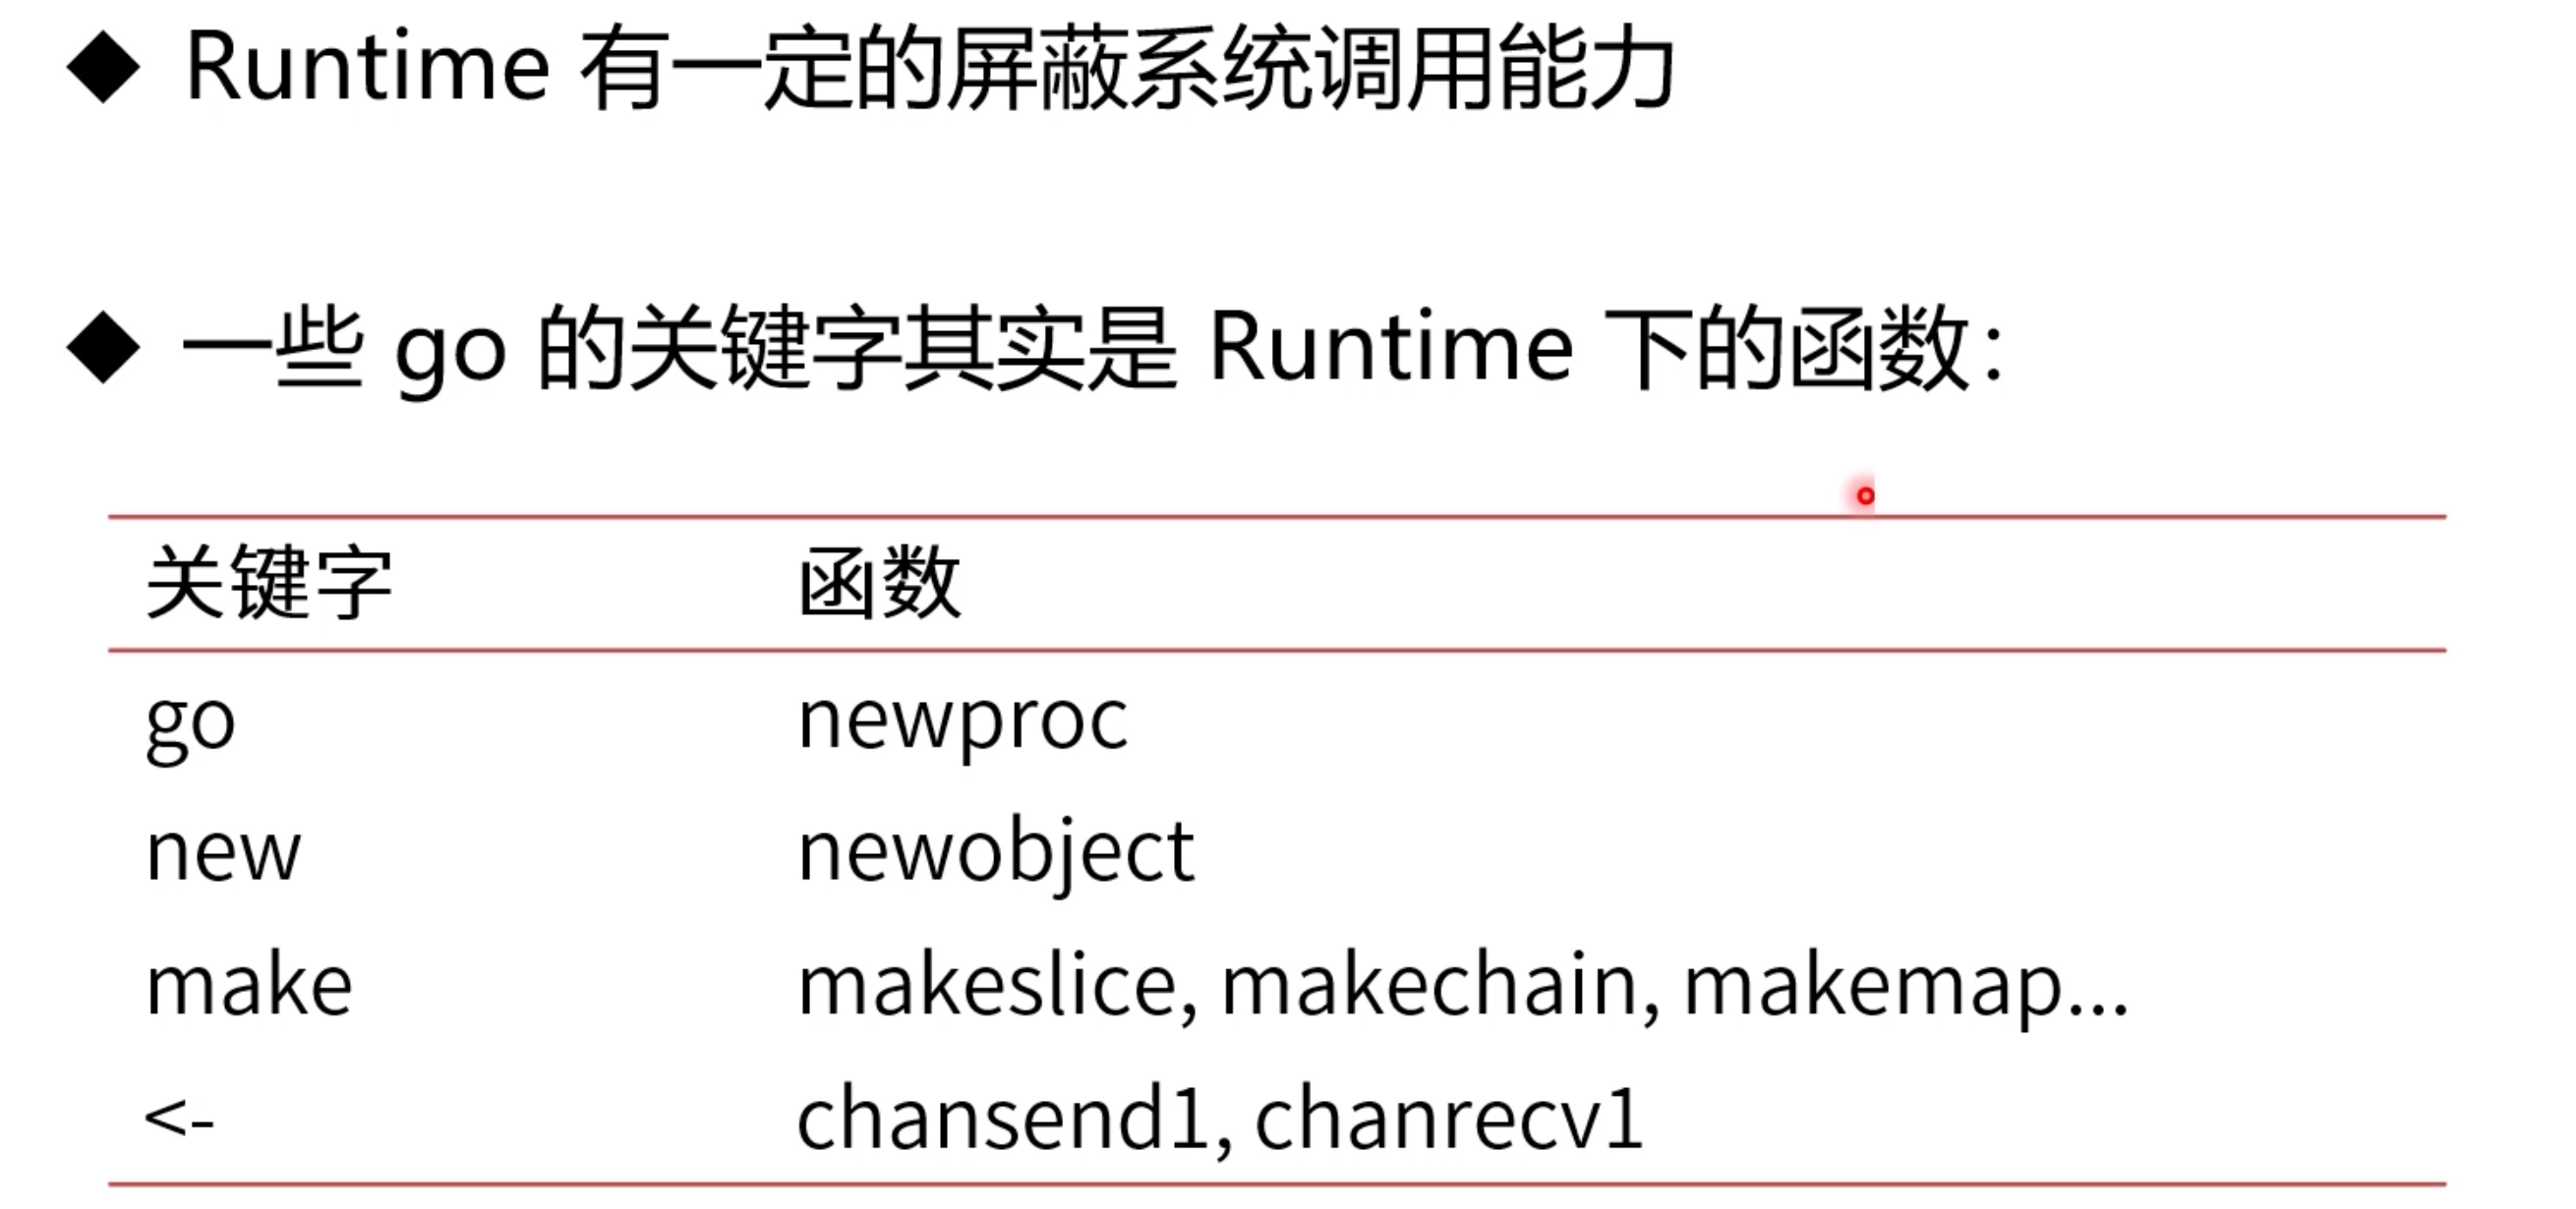 ◆ Runtime 有一定的屏蔽系统调用能力
◆ 一些 go 的关键字其实是 Runtime 下的函数：
关键字 函数
go newproc
new newobject
make makeslice, makechain, makemap...
<- chansend1, chanrecv1